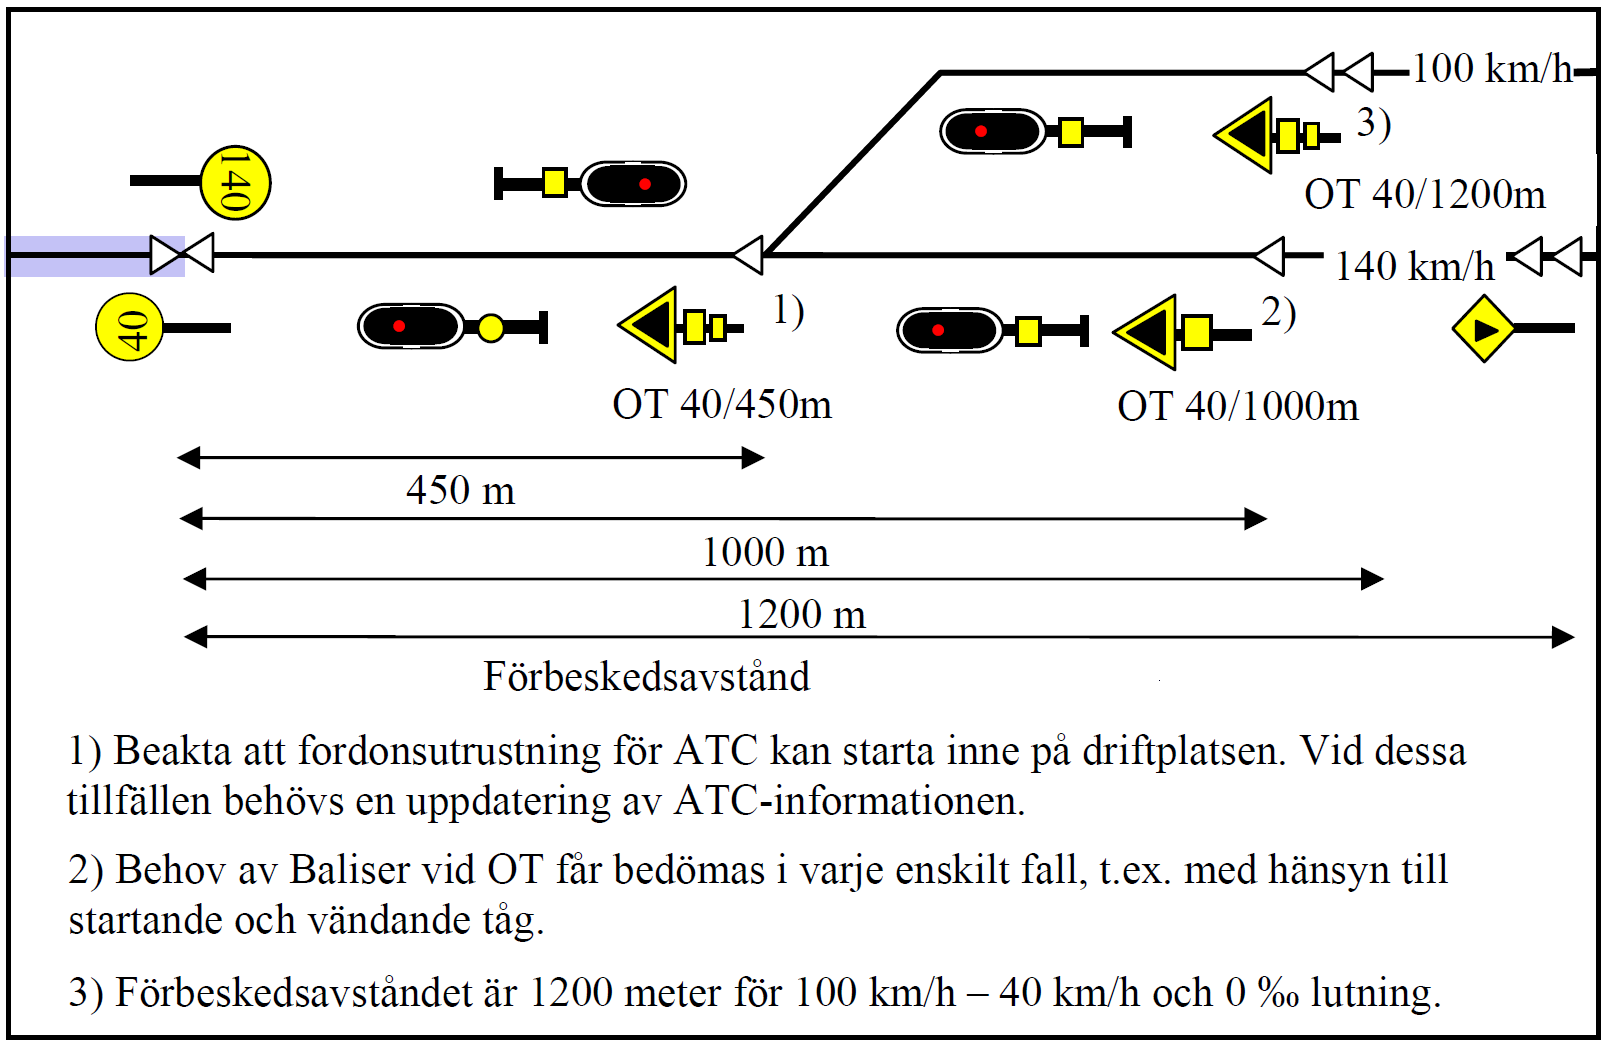 100 km/h
3)
140
OT 40/1200m
140 km/h
40
1)
2)
OT 40/450m
OT 40/1000m
450 m
1000 m
1200 m
Förbeskedsavstånd
1) Beakta att fordonsutrustning för ATC kan starta inne på driftplatsen. Vid dessa
tillfällen behövs en uppdatering av ATC-informationen.
2) Behov av Baliser vid OT får bedömas i varje enskilt fall, t.ex. med hänsyn till
startande och vändande tåg.
3) Förbeskedsavståndet är 1200 meter för 100 km/h – 40 km/h och 0 ‰ lutning.